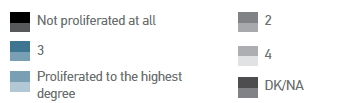 Not proliferated at all
2
3
4
Proliferated to the highest
degree
DK/NA